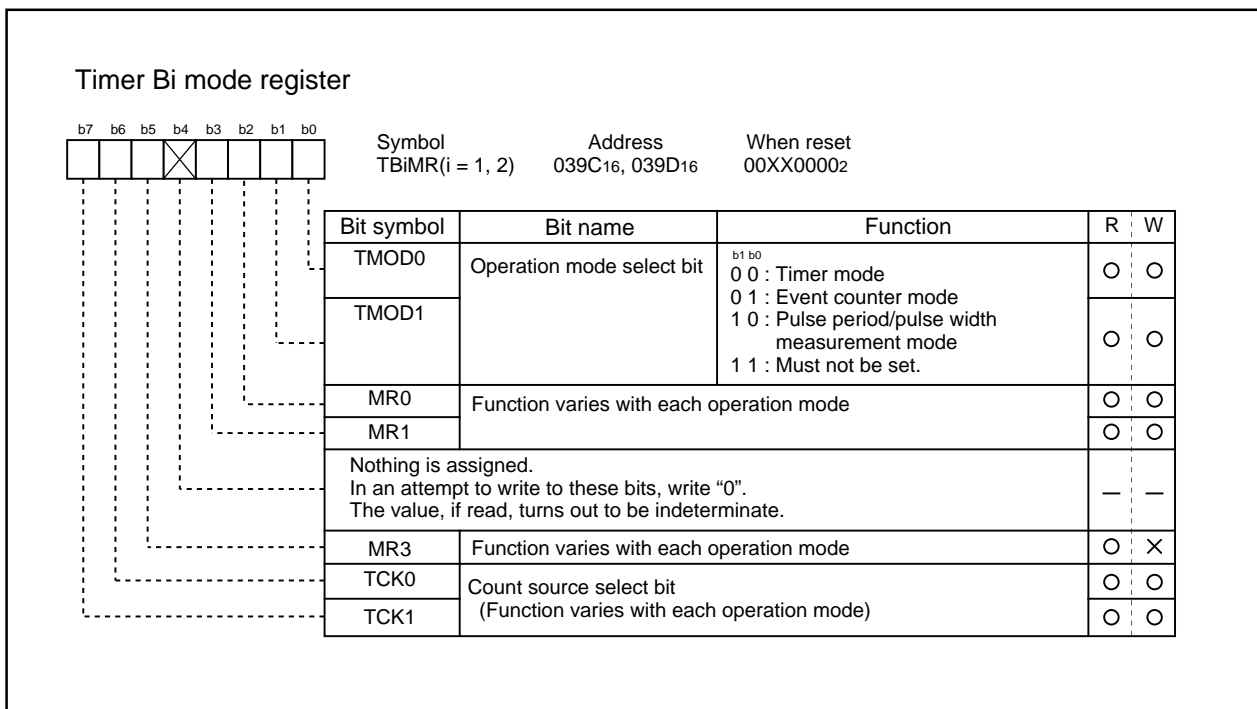 Timer Bi mode register
b7 b6 b5 b4 b3 b2 b1 b0
Symbol Address When reset
TBiMR(i = 1, 2) 039C16, 039D16 00XX00002
Bit symbol Bit name Function R W
TMOD0 Operation mode select bit b1 b0
0 0 : Timer mode
0 1 : Event counter mode
TMOD1 1 0 : Pulse period/pulse width
measurement mode
1 1 : Must not be set.
MR0 Function varies with each operation mode
MR1
Nothing is assigned.
In an attempt to write to these bits, write “0”.
The value, if read, turns out to be indeterminate.
MR3 Function varies with each operation mode
TCK0 Count source select bit
TCK1 (Function varies with each operation mode)